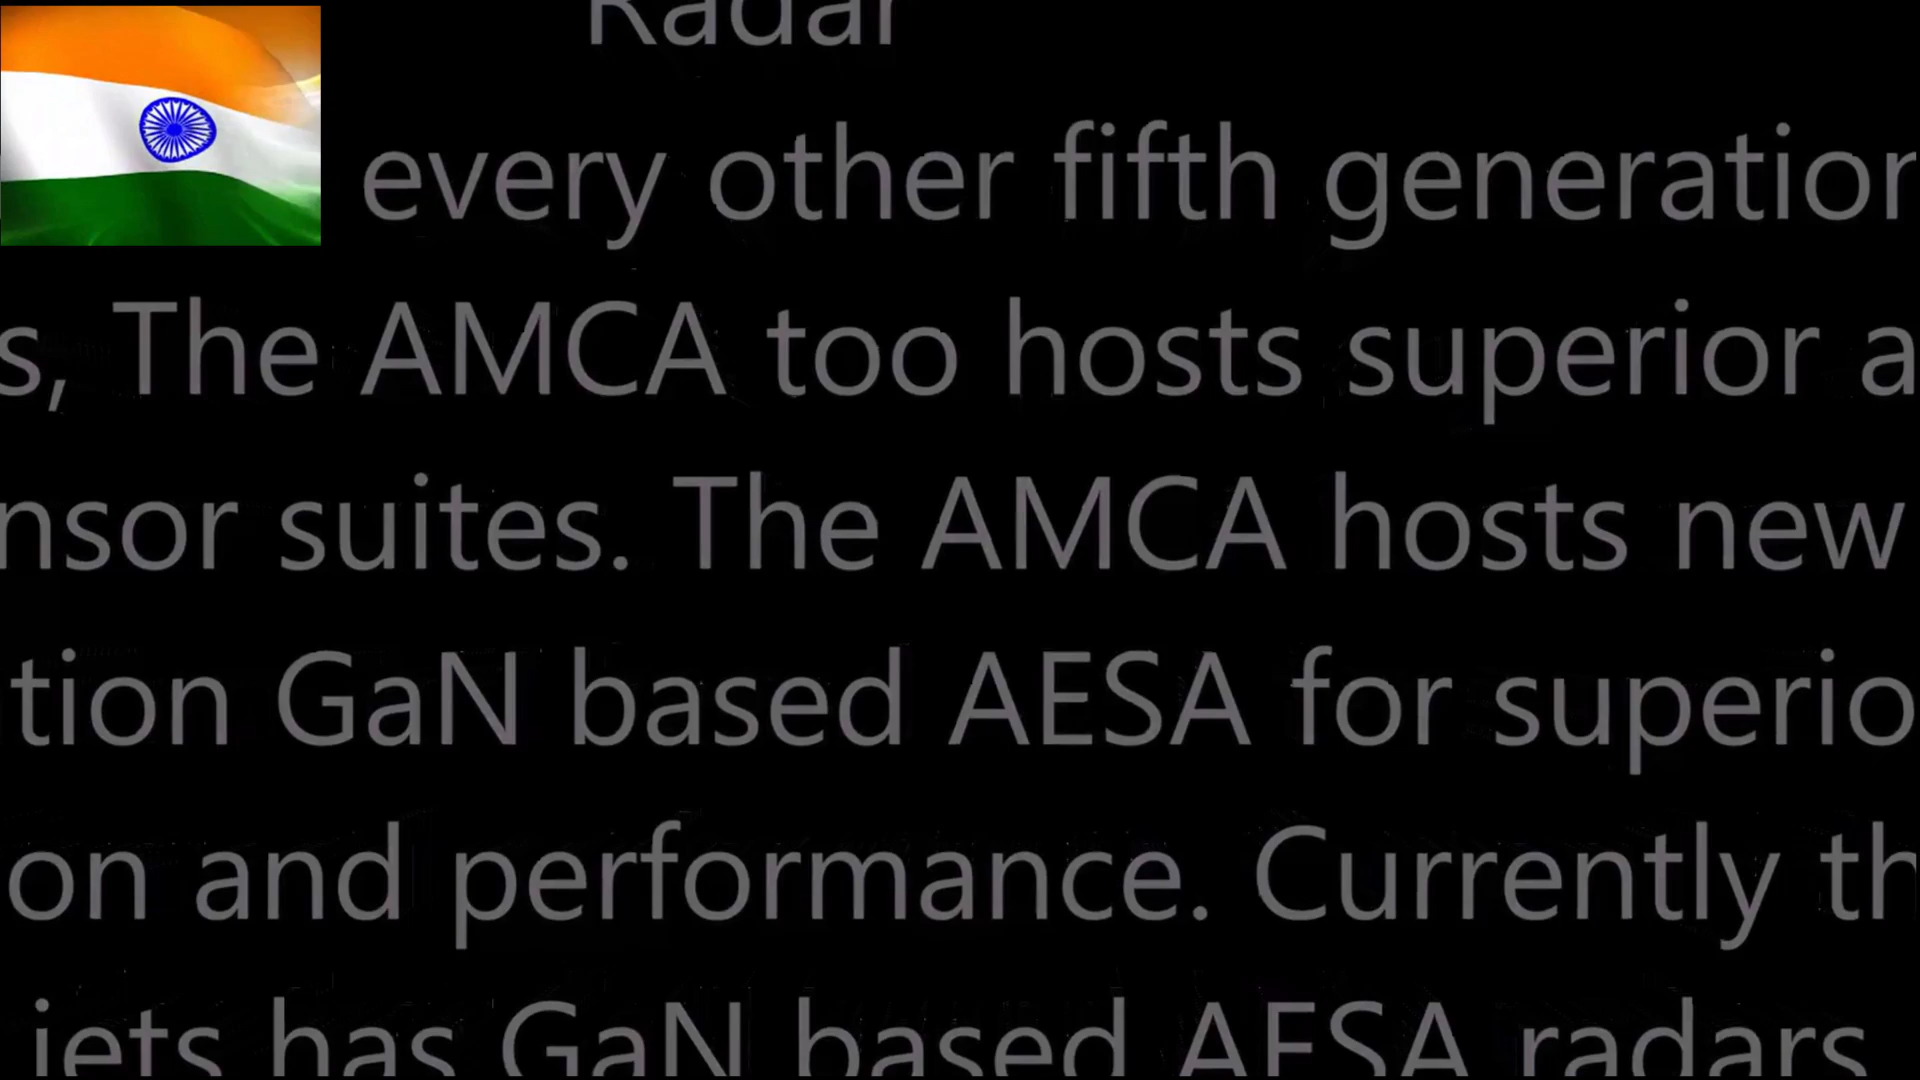 Radar
every other fifth generation
s, The AMCA too hosts superior a
nsor suites. The AMCA hosts new
tion GaN based AESA for superio
on and performance. Currently th
jets has GaN based AESA radars